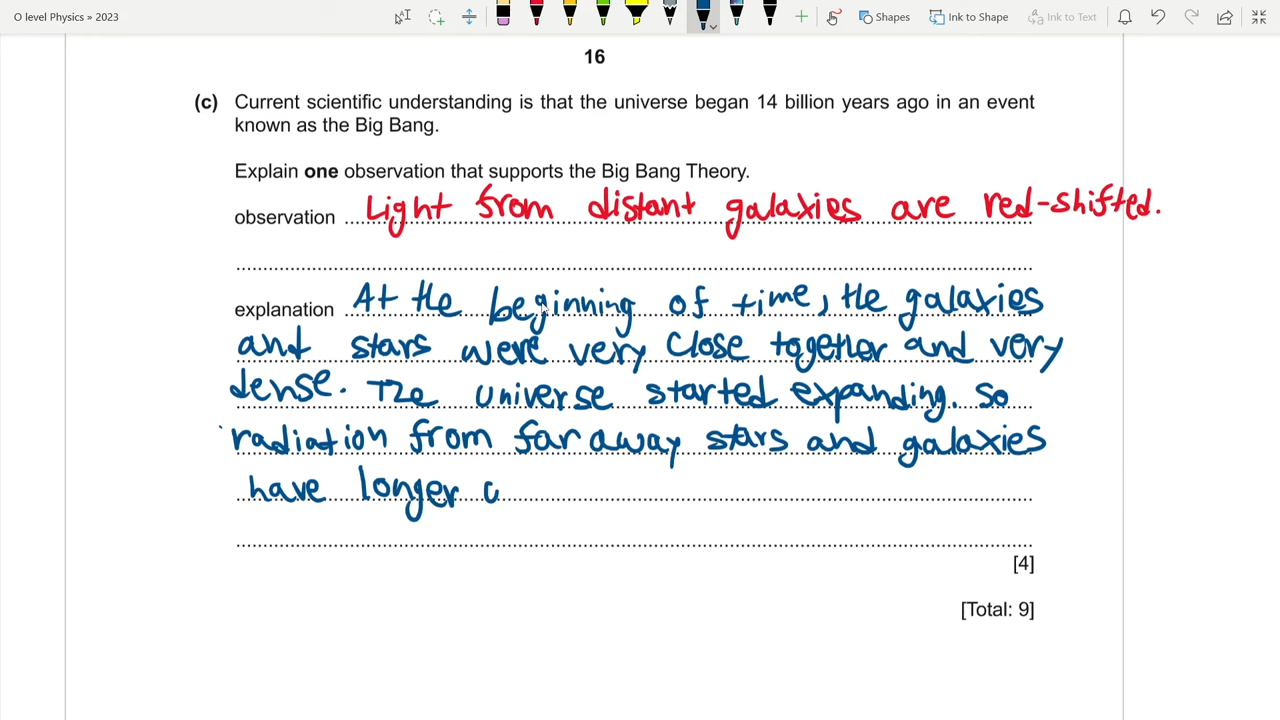 O level Physics » 2023
Shapes
Ink to Shape
Ink to Text
16
(c) Current scientific understanding is that the universe began 14 billion years ago in an event
known as the Big Bang.
Explain one observation that supports the Big Bang Theory.
observation Light from distant galaxies are red-shifted.
explanation At the beginning of time, the galaxies
and stars were very close together and very
dense. The universe started expanding. So
radiation from far away stars and galaxies
have longer
[4]
[Total: 9]